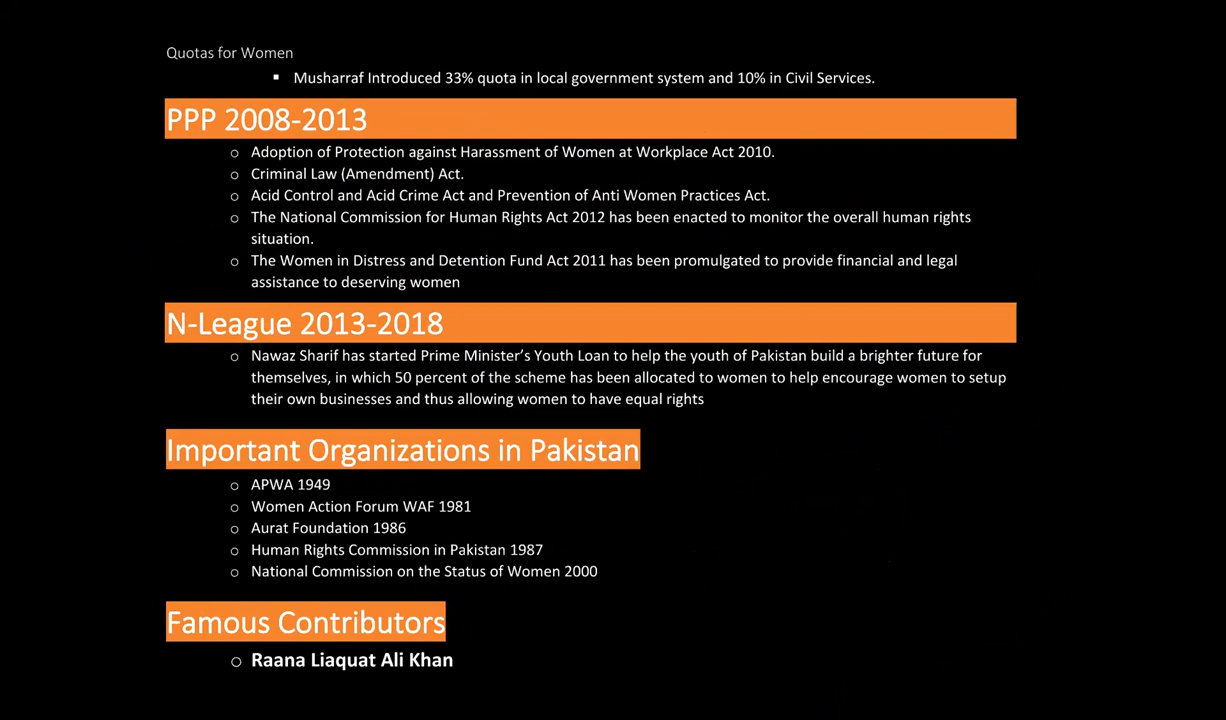 Quotas for Women
▪ Musharraf Introduced 33% quota in local government system and 10% in Civil Services.
PPP 2008-2013
o Adoption of Protection against Harassment of Women at Workplace Act 2010.
o Criminal Law (Amendment) Act.
o Acid Control and Acid Crime Act and Prevention of Anti Women Practices Act.
o The National Commission for Human Rights Act 2012 has been enacted to monitor the overall human rights
situation.
o The Women in Distress and Detention Fund Act 2011 has been promulgated to provide financial and legal
assistance to deserving women
N-League 2013-2018
o Nawaz Sharif has started Prime Minister’s Youth Loan to help the youth of Pakistan build a brighter future for
themselves, in which 50 percent of the scheme has been allocated to women to help encourage women to setup
their own businesses and thus allowing women to have equal rights
Important Organizations in Pakistan
o APWA 1949
o Women Action Forum WAF 1981
o Aurat Foundation 1986
o Human Rights Commission in Pakistan 1987
o National Commission on the Status of Women 2000
Famous Contributors
o Raana Liaquat Ali Khan